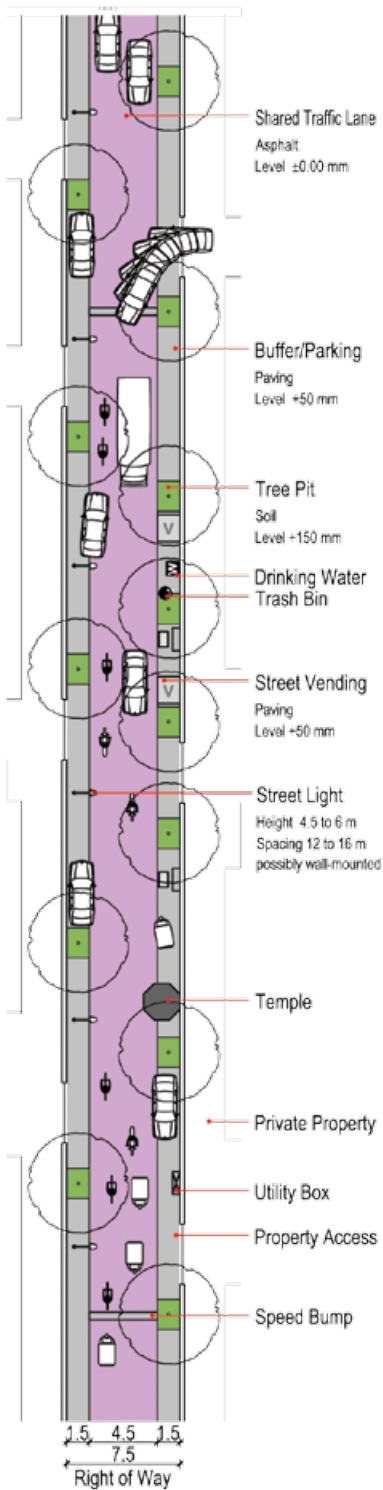 Shared Traffic Lane
Asphalt
Level ±0.00 mm
Buffer/Parking
Paving
Level +50 mm
Tree Pit
Soil
Level +150 mm
V
W
Drinking Water
Trash Bin
Street Vending
V
Paving
Level +50 mm
Street Light
Height 4.5 to 6 m
Spacing 12 to 16 m
possibly wall-mounted
Temple
Private Property
Utility Box
Property Access
Speed Bump
1.5 4.5 1.5
7.5
Right of Way